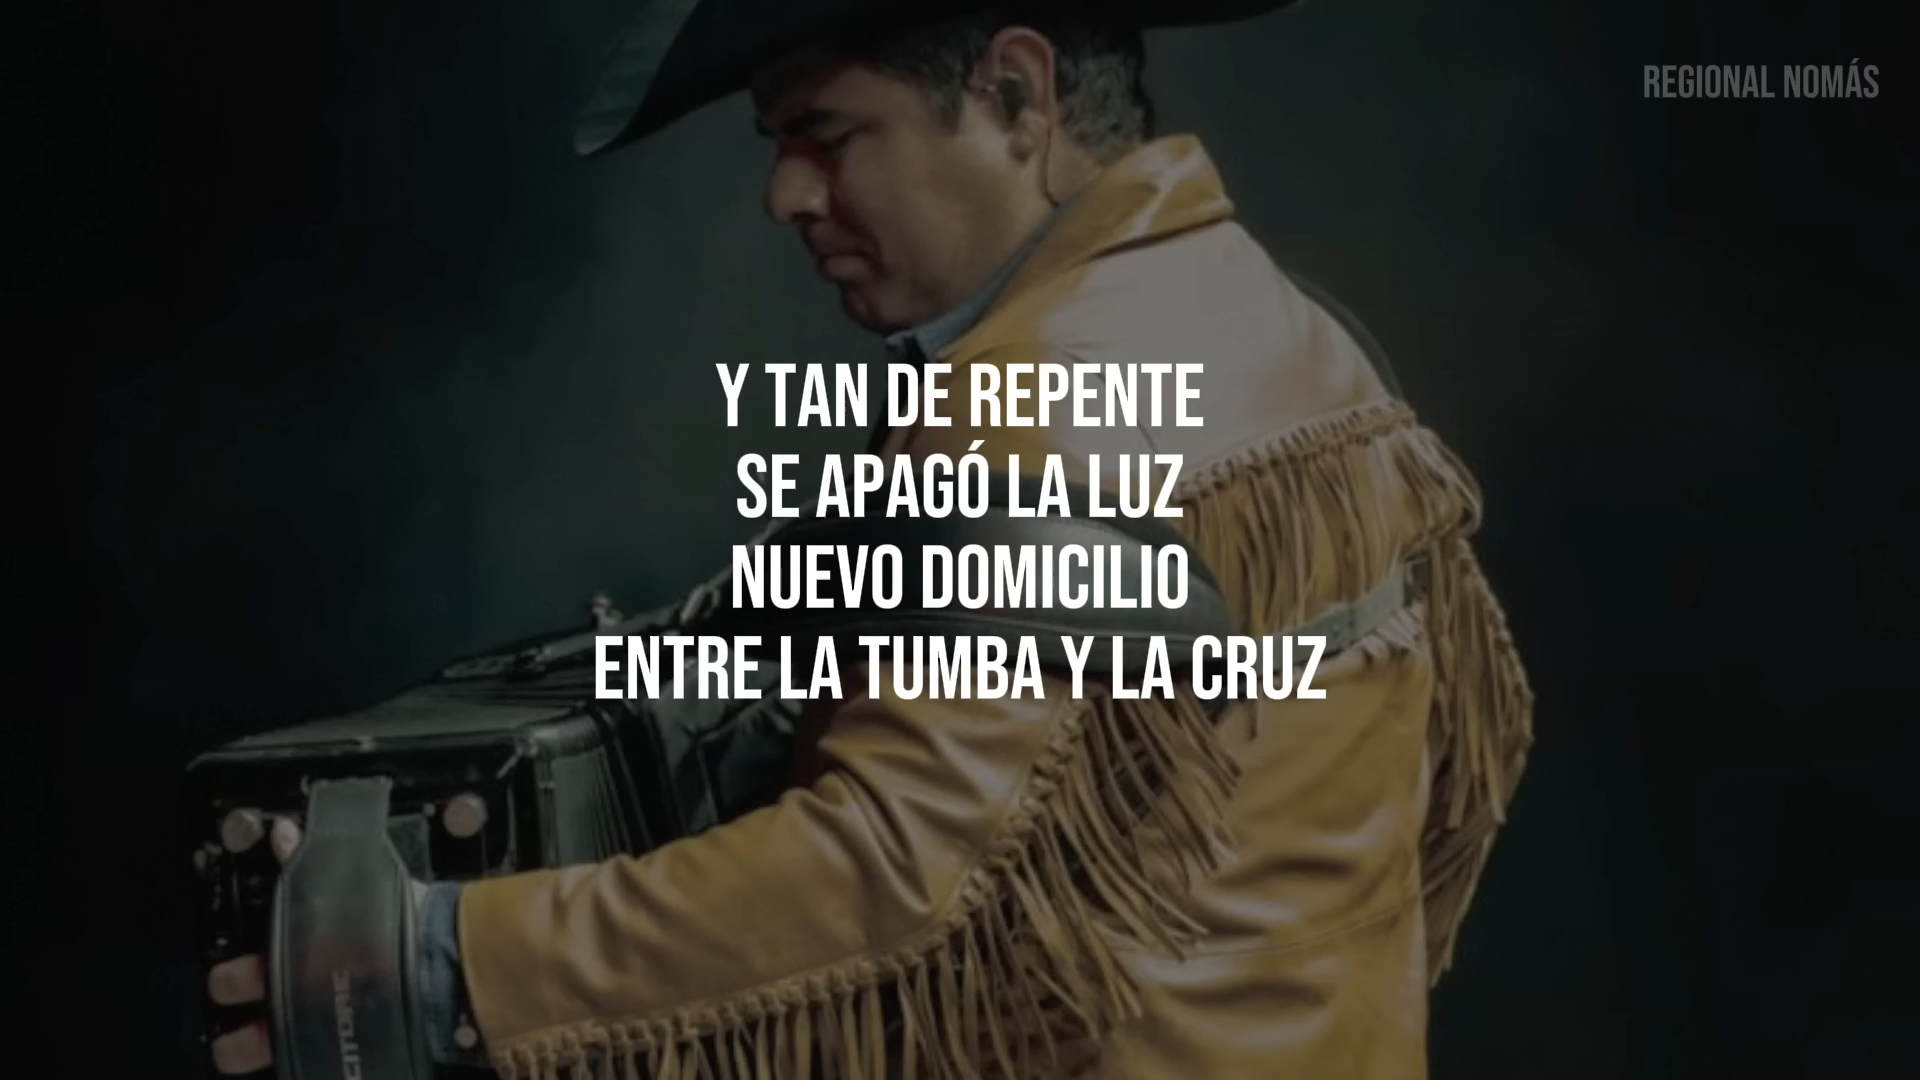 REGIONAL NOMÁS
Y TAN DE REPENTE
SE APAGÓ LA LUZ
NUEVO DOMICILIO
ENTRE LA TUMBA Y LA CRUZ